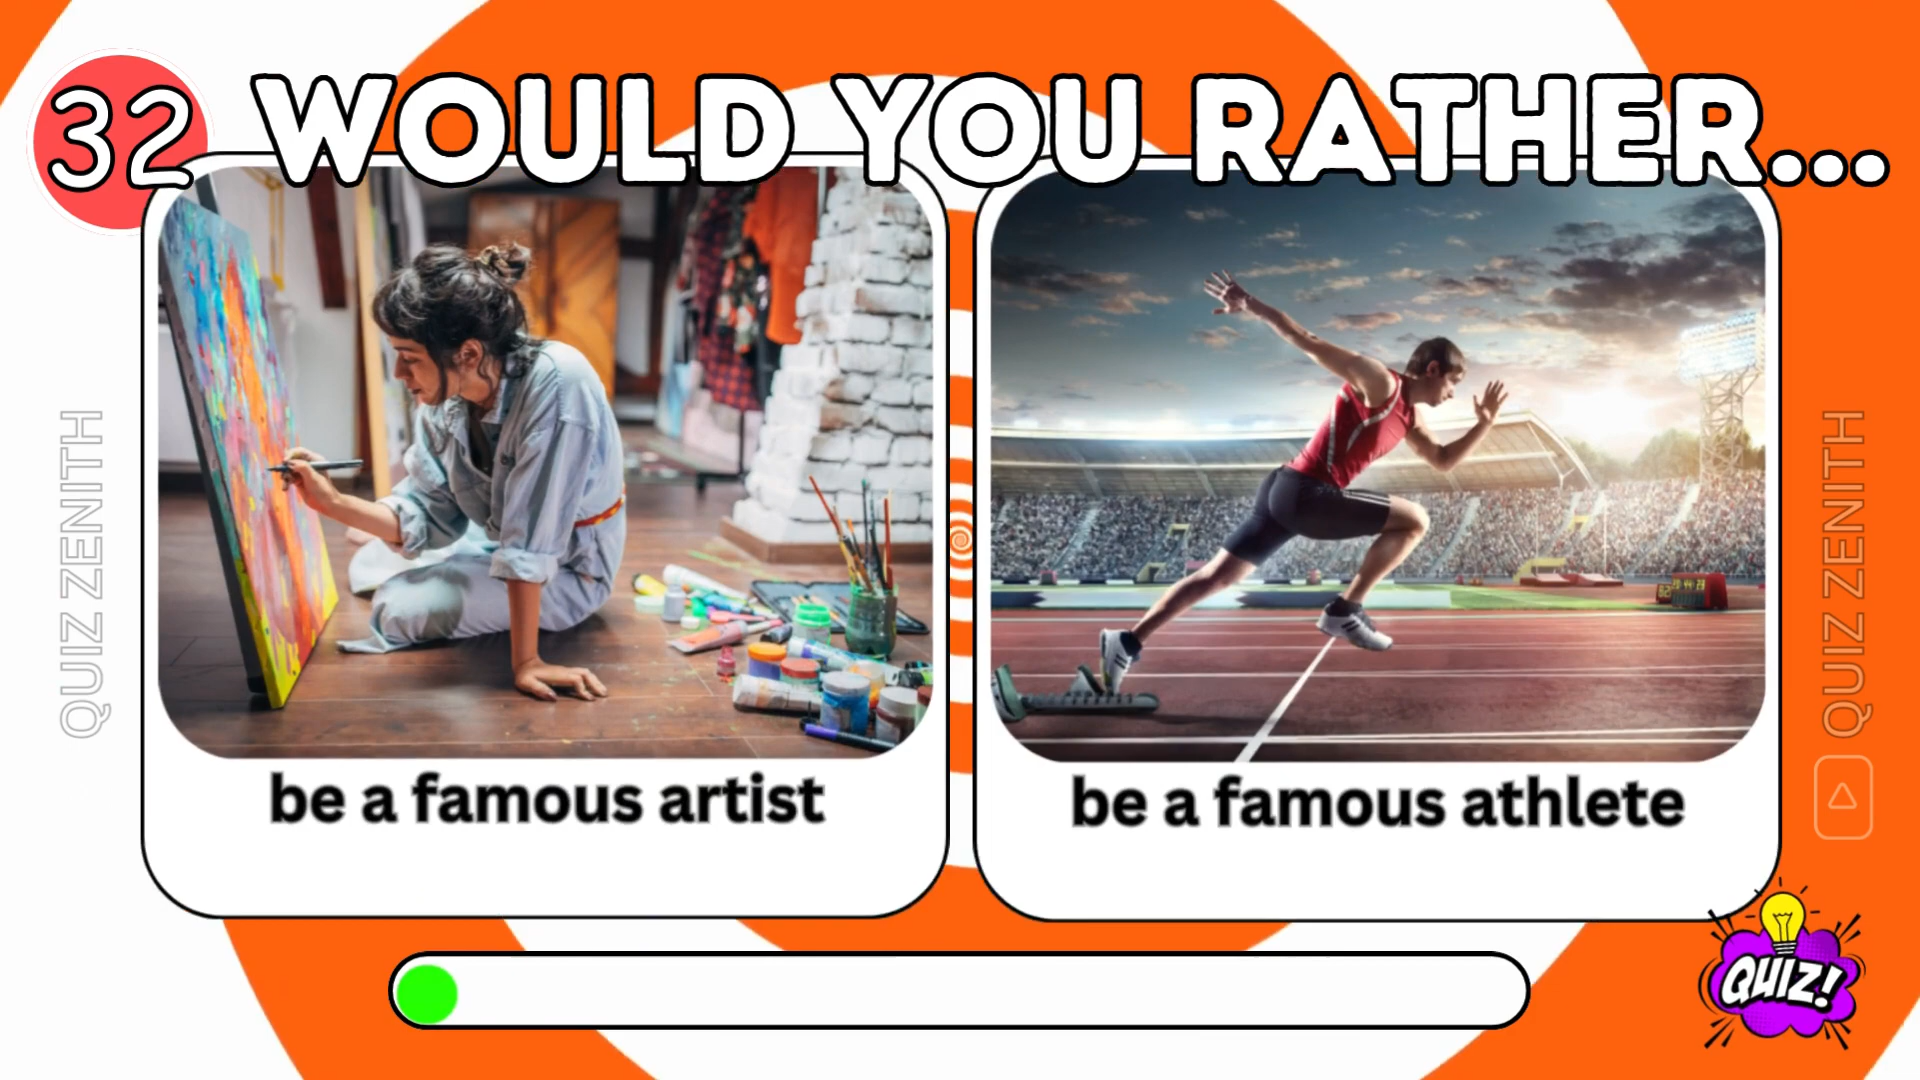 32 WOULD YOU RATHER...
be a famous artist
be a famous athlete
QUIZ ZENITH
QUIZ ZENITH
QUIZ!